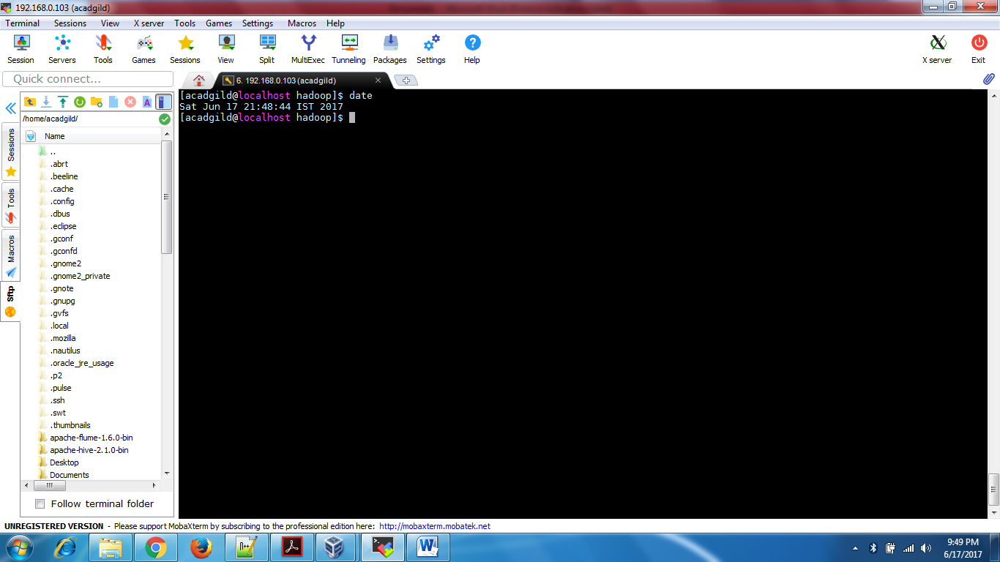 192.168.0.103 (acadgild)
Terminal Sessions View X server Tools Games Settings Macros Help
Session Servers Tools Games Sessions View Split MultiExec Tunneling Packages Settings Help X server Exit
Quick connect...
6. 192.168.0.103 (acadgild)
/home/acadgild/
Name
..
.abrt
.beeline
.cache
.config
.dbus
.eclipse
.gconf
.gconfd
.gnome2
.gnome2_private
.gnote
.gnupg
.gvfs
.local
.mozilla
.nautilus
.oracle_jre_usage
.p2
.pulse
.ssh
.swt
.thumbnails
apache-flume-1.6.0-bin
apache-hive-2.1.0-bin
Desktop
Documents
Follow terminal folder
Sessions
Tools
Macros
Sftp
[acadgild@localhost hadoop]$ date
Sat Jun 17 21:48:44 IST 2017
[acadgild@localhost hadoop]$
UNREGISTERED VERSION - Please support MobaXterm by subscribing to the professional edition here: http://mobaxterm.mobatek.net
9:49 PM
6/17/2017